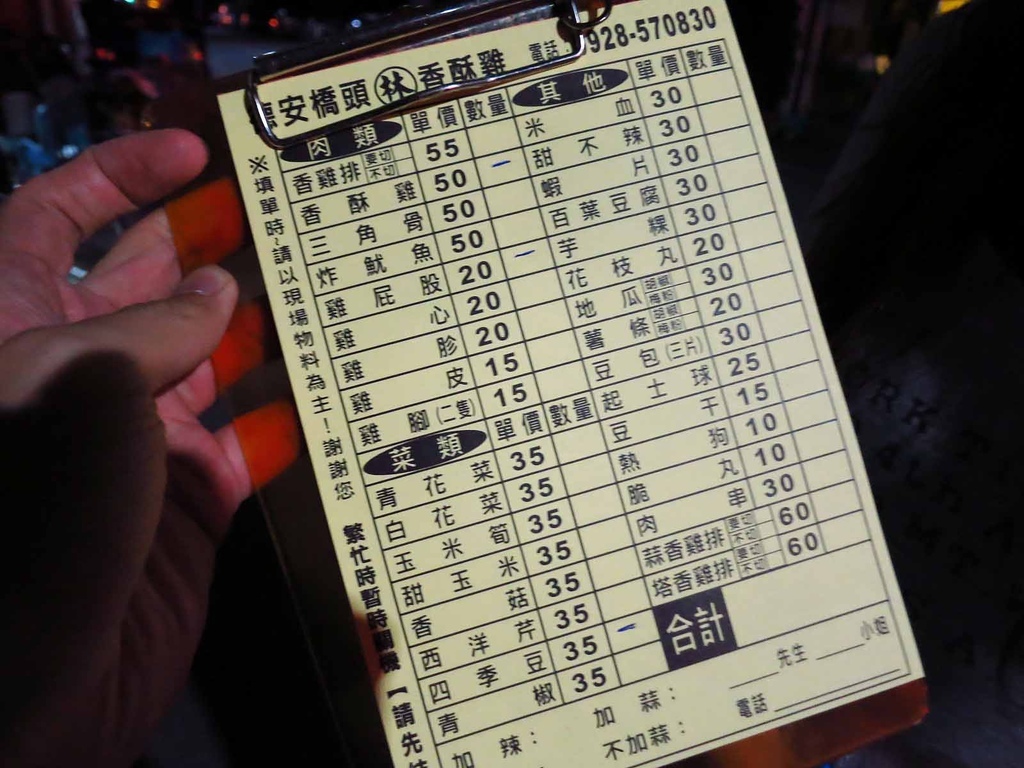 安橋頭㊍香酥雞 電話: 928-570830
※填單時~請以現場物料為主!謝謝您
繁忙時暫時關機【請先
肉類 單價 數量
香雞排 要切 不切 55
香酥雞 50
三角骨 50
炸魷魚 50
雞屁股 20
雞心 20
雞胗 20
雞皮 15
雞腳(二隻) 15
菜類 單價 數量
青花菜 35
白花菜 35
玉米筍 35
甜玉米 35
香菇 35
西洋芹 35
四季豆 35
青椒 35
其他 單價 數量
米血 30
甜不辣 30
蝦片 30
百葉豆腐 30
芋粿 30
花枝丸 20
地瓜 胡椒 梅粉 30
薯條 胡椒 梅粉 20
豆包(三片) 30
起士球 25
豆干 15
熱狗 10
脆丸 10
肉串 30
蒜香雞排 要切 不切 60
塔香雞排 要切 不切 60
合計
加辣: 加蒜: 先生 小姐
不加蒜: 電話